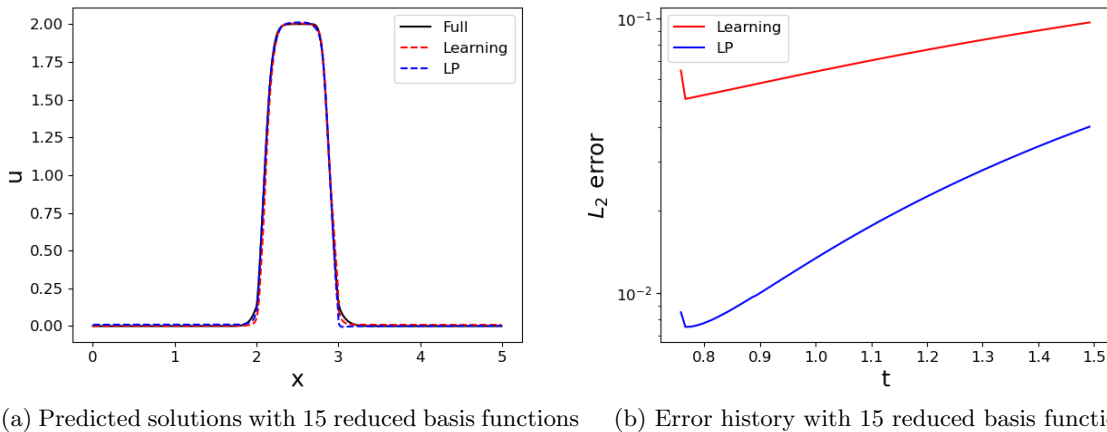 2.00
1.75
1.50
1.25
1.00
0.75
0.50
0.25
0.00
u
0
1
2
3
4
5
x
Full
Learning
LP
(a) Predicted solutions with 15 reduced basis functions
10⁻¹
10⁻²
L₂ error
0.8
0.9
1.0
1.1
1.2
1.3
1.4
1.5
t
Learning
LP
(b) Error history with 15 reduced basis functi